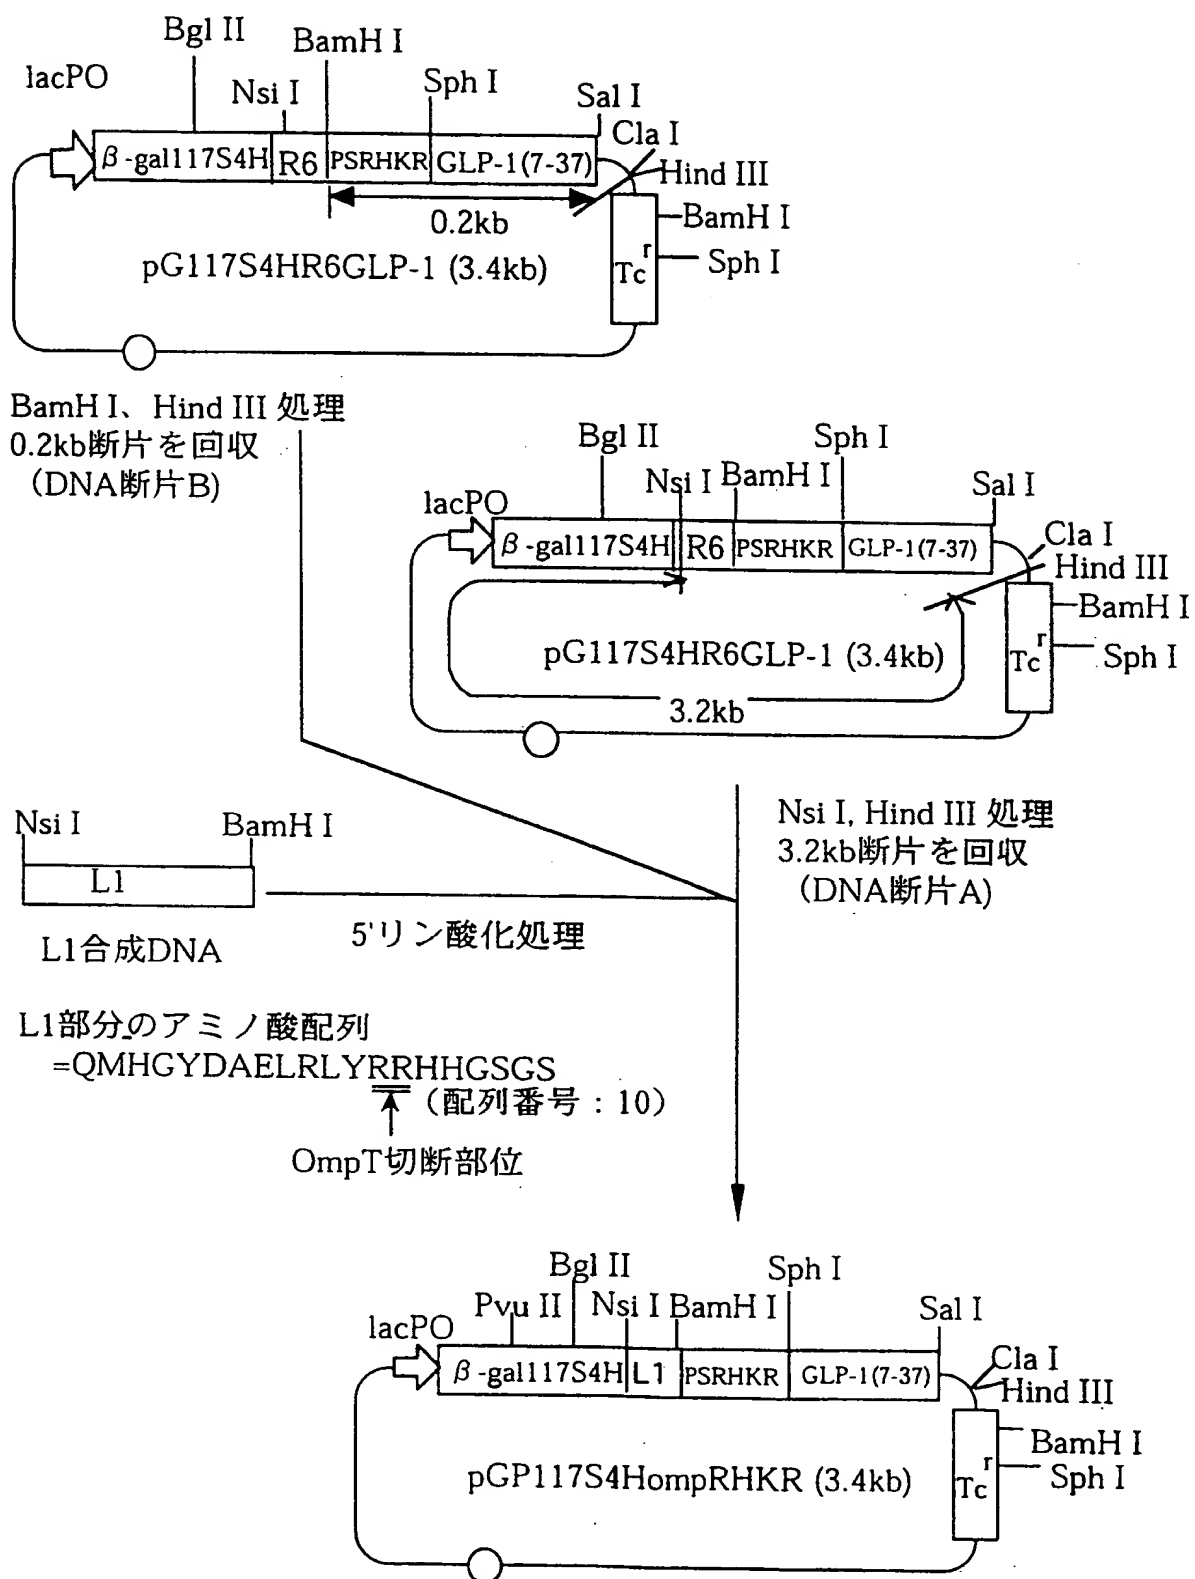 Bgl II
BamH I
lacPO
Nsi I
Sph I
Sal I
Cla I
Hind III
β-gal117S4H
R6
PSRHKR
GLP-1(7-37)
0.2kb
BamH I
Tc r
Sph I
pG117S4HR6GLP-1 (3.4kb)
BamH I、Hind III 処理
0.2kb断片を回収
(DNA断片B)
Bgl II
Sph I
Nsi I
BamH I
Sal I
lacPO
Cla I
Hind III
β-gal117S4H
R6
PSRHKR
GLP-1(7-37)
BamH I
Tc r
Sph I
pG117S4HR6GLP-1 (3.4kb)
3.2kb
Nsi I, Hind III 処理
3.2kb断片を回収
(DNA断片A)
Nsi I
BamH I
L1
5'リン酸化処理
L1合成DNA
L1部分のアミノ酸配列
=QMHGYDAELRLYRRHHGSGS
(配列番号：10)
OmpT切断部位
Bgl II
Sph I
Pvu II
Nsi I
BamH I
Sal I
lacPO
Cla I
Hind III
β-gal117S4H
L1
PSRHKR
GLP-1(7-37)
BamH I
Tc r
Sph I
pGP117S4HompRHKR (3.4kb)